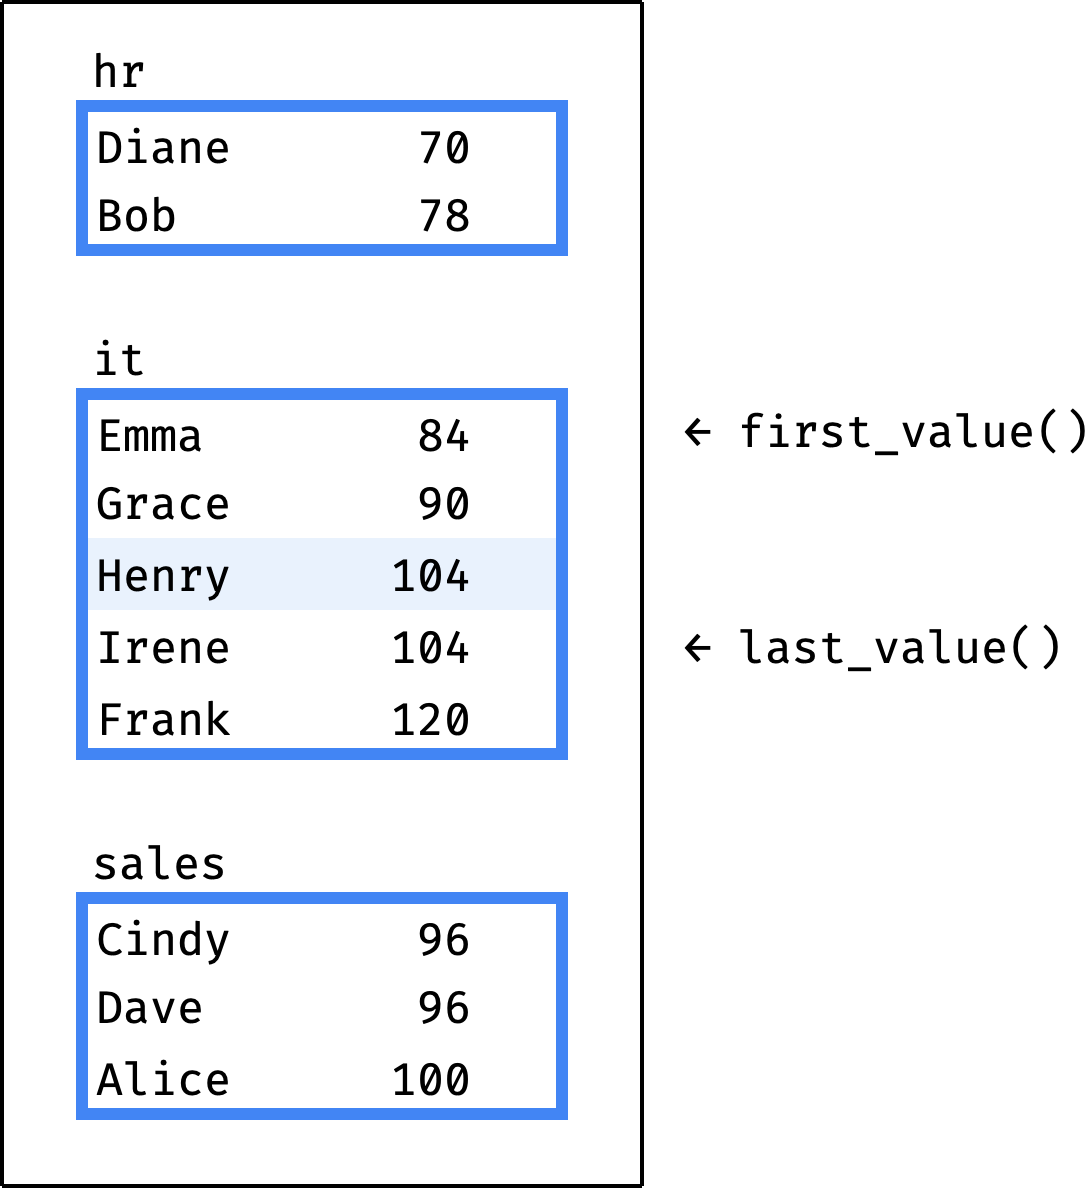 hr
Diane 70
Bob 78
it
Emma 84 ← first_value()
Grace 90
Henry 104
Irene 104 ← last_value()
Frank 120
sales
Cindy 96
Dave 96
Alice 100